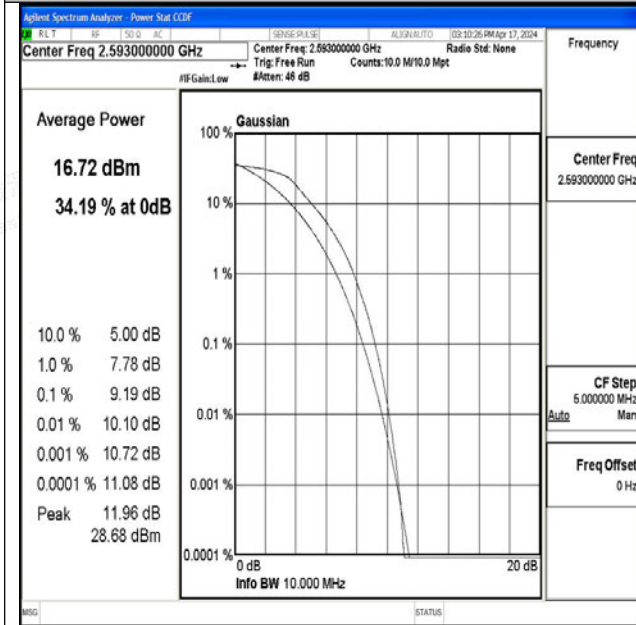 Agilent Spectrum Analyzer - Power Stat CCDF
RL T RF 50 Ω AC SENSE:PULSE ALIGN AUTO 03:10:26 PM Apr 17, 2024
Center Freq 2.593000000 GHz
Center Freq: 2.593000000 GHz Radio Std: None
Trig: Free Run Counts:10.0 M/10.0 Mpt
#IFGain:Low #Atten: 46 dB
Frequency
Average Power
16.72 dBm
34.19 % at 0dB
10.0 % 5.00 dB
1.0 % 7.78 dB
0.1 % 9.19 dB
0.01 % 10.10 dB
0.001 % 10.72 dB
0.0001 % 11.08 dB
Peak 11.96 dB
28.68 dBm
Gaussian
100 %
10 %
1 %
0.1 %
0.01 %
0.001 %
0.0001 %
0 dB 20 dB
Info BW 10.000 MHz
Center Freq
2.593000000 GHz
CF Step
5.000000 MHz
Auto Man
Freq Offset
0 Hz
MSG STATUS